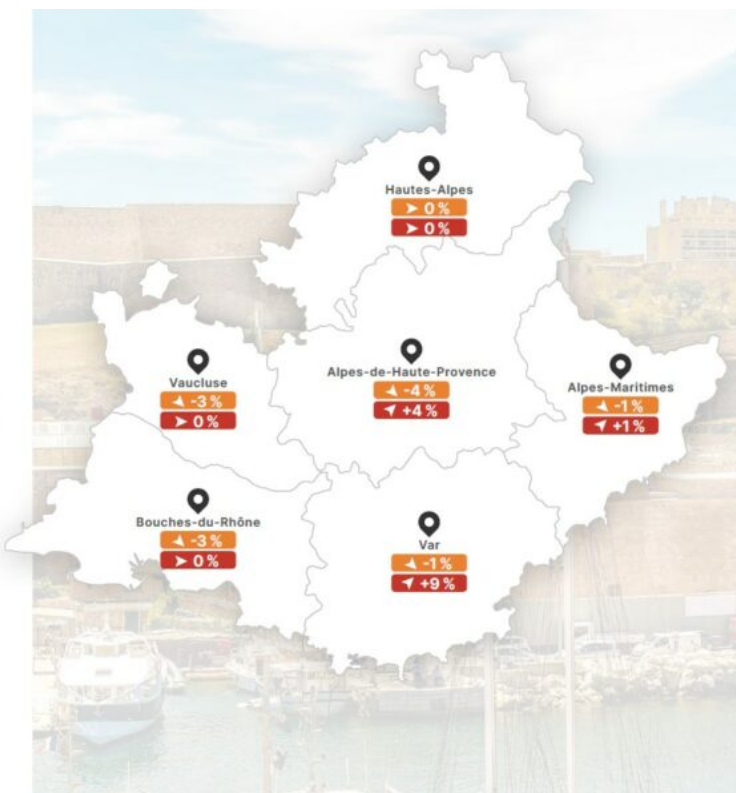 Hautes-Alpes
0 %
0 %
Alpes-de-Haute-Provence
-4 %
+4 %
Vaucluse
-3 %
0 %
Alpes-Maritimes
-1 %
+1 %
Bouches-du-Rhône
-3 %
0 %
Var
-1 %
+9 %